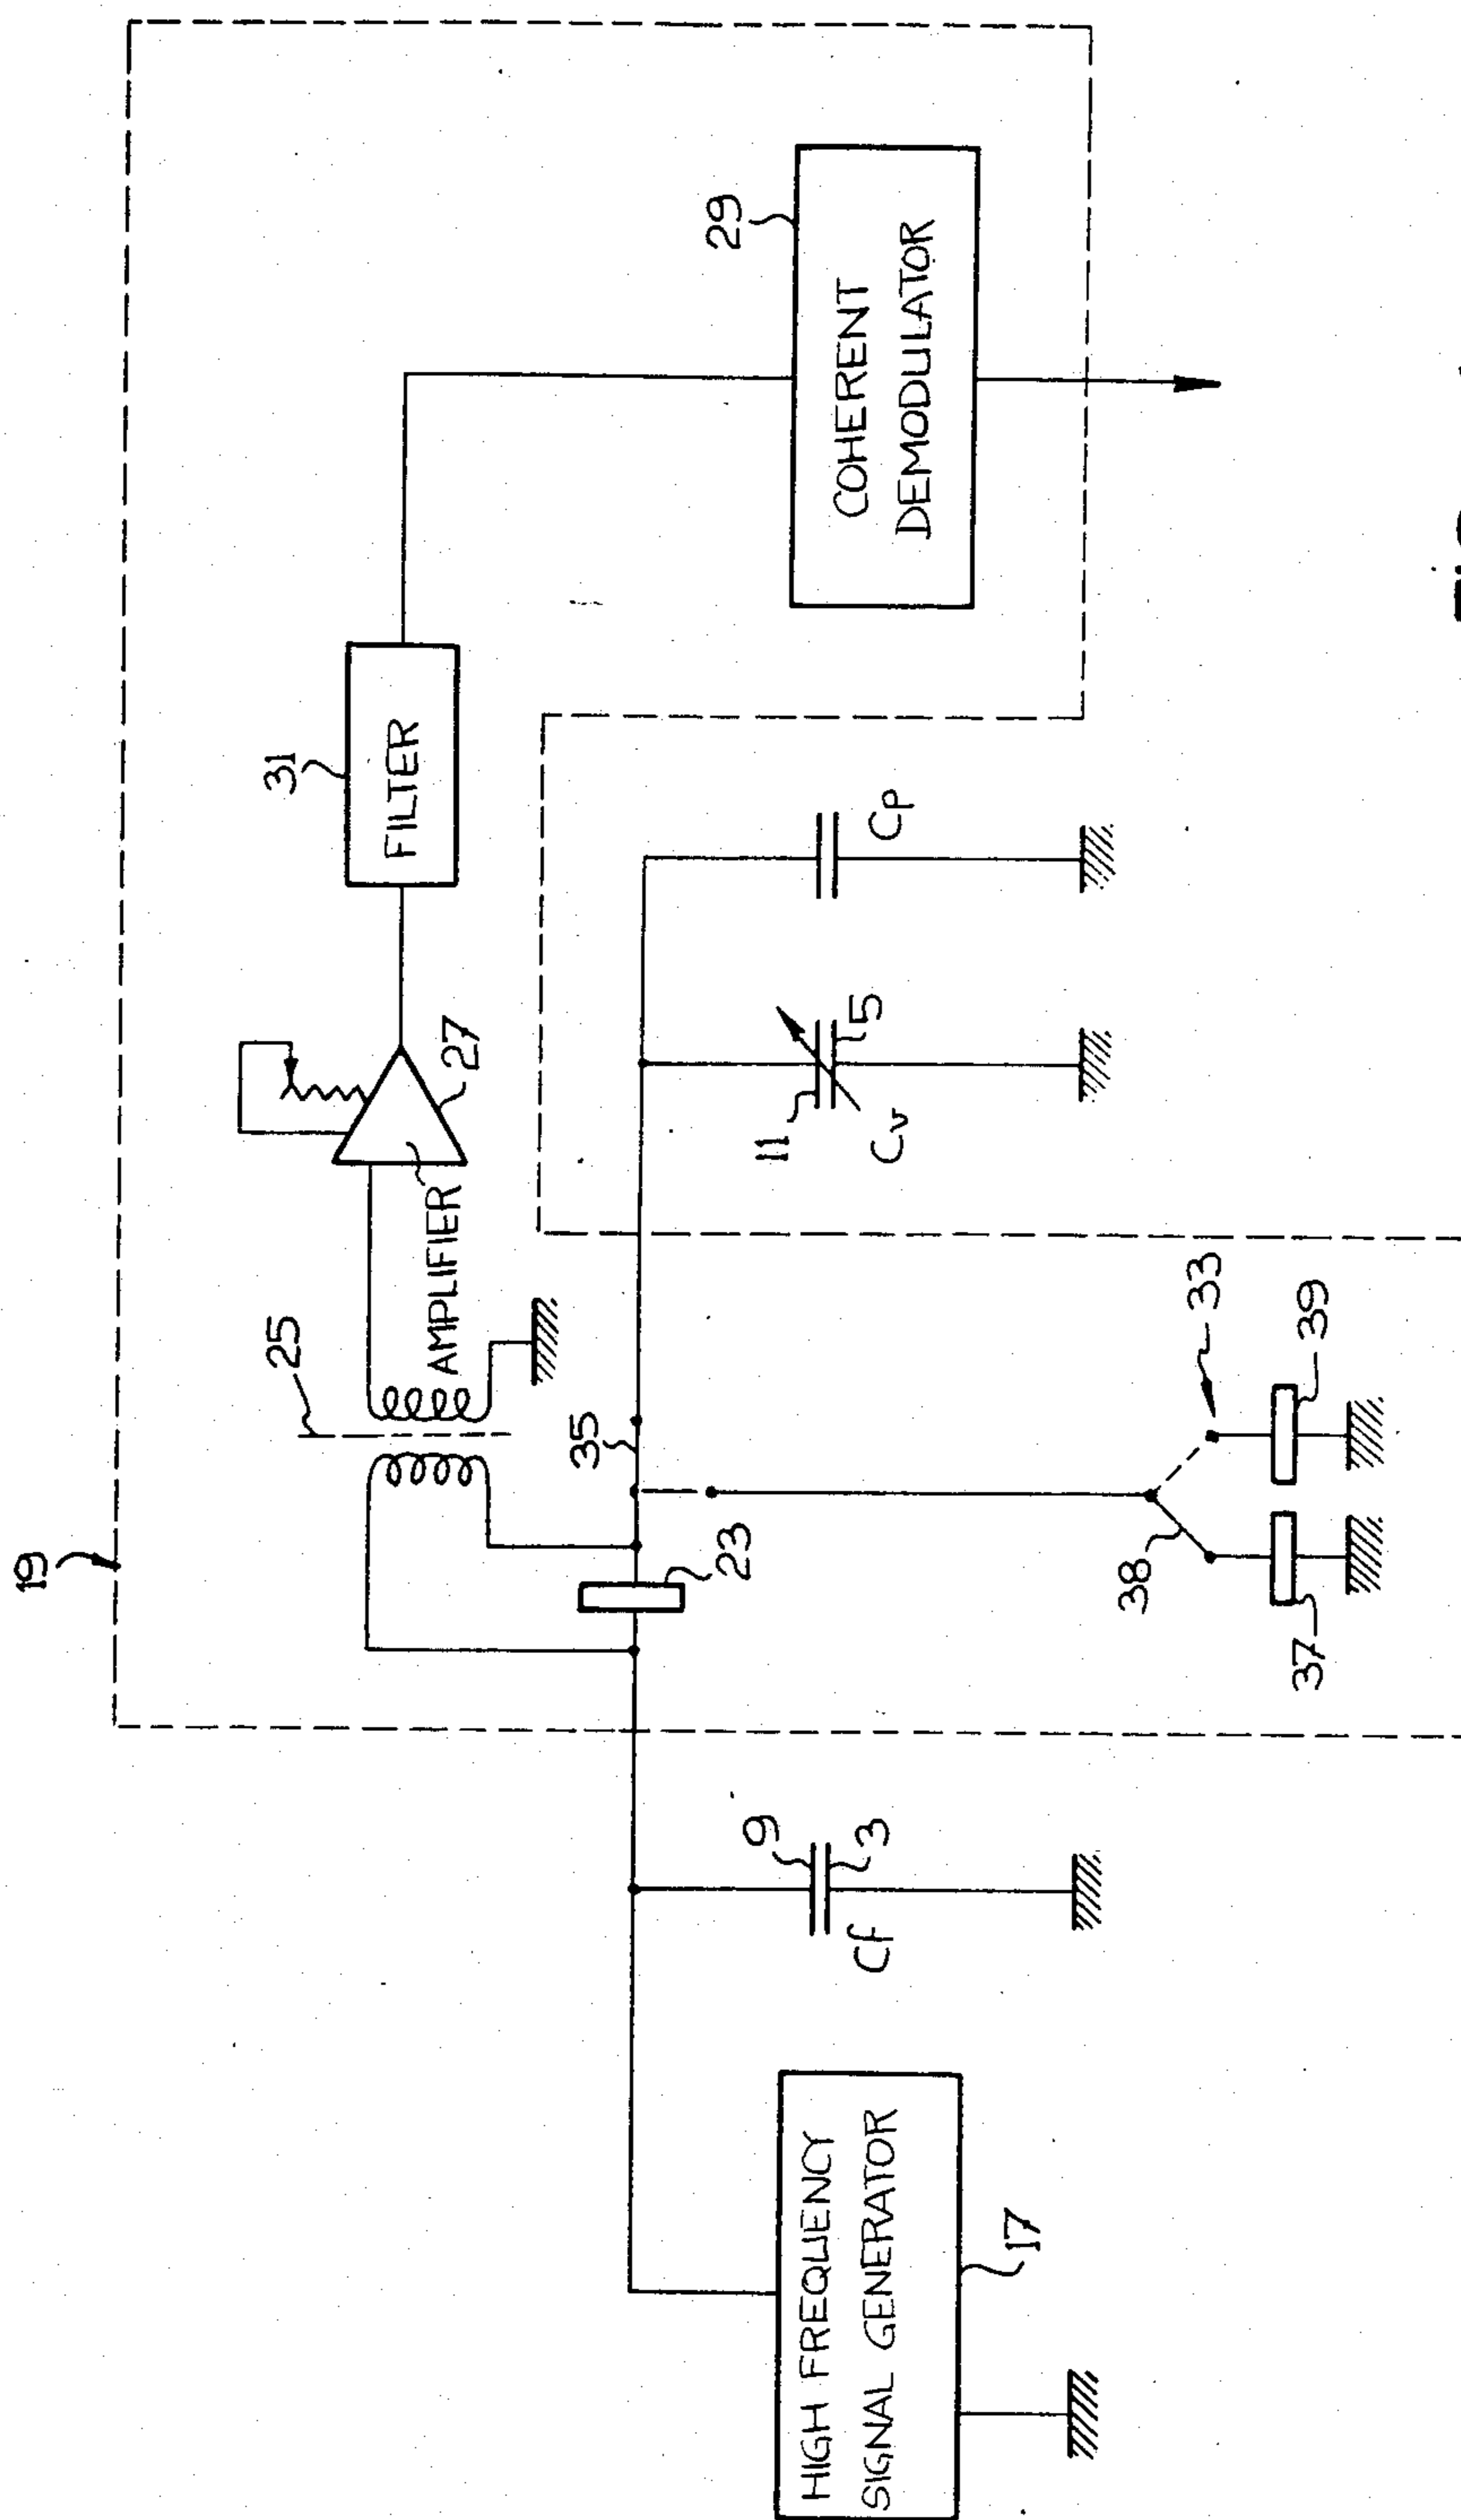 19
25
AMPLIFIER
27
31
FILTER
29
COHERENT
DEMODULATOR
35
23
HIGH FREQUENCY
SIGNAL GENERATOR
17
9
3
Cf
11
5
Cv
Cp
33
38
37
39